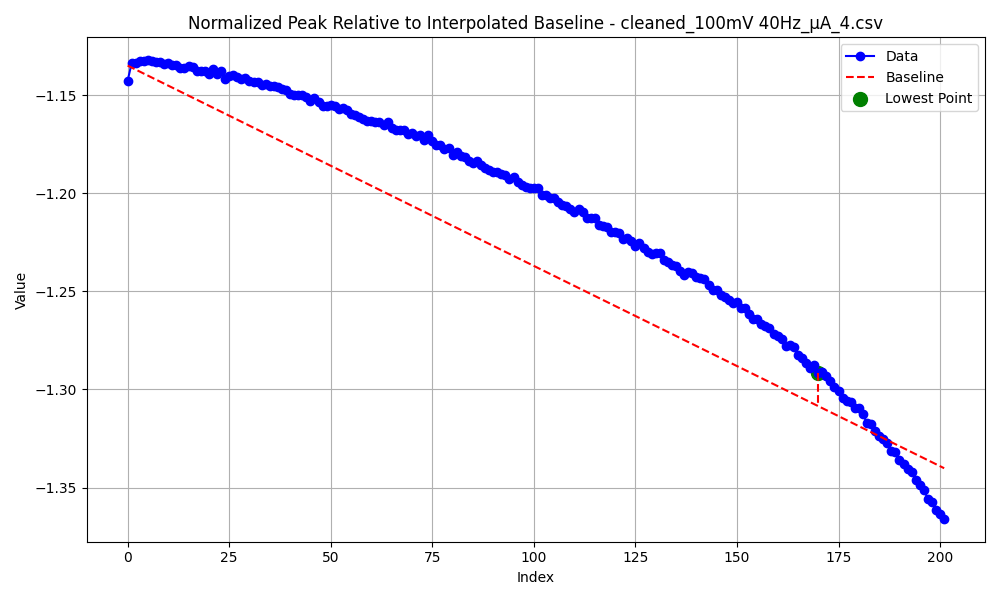 Normalized Peak Relative to Interpolated Baseline - cleaned_100mV 40Hz_μA_4.csv
Data
Baseline
Lowest Point
Value
−1.15
−1.20
−1.25
−1.30
−1.35
0 25 50 75 100 125 150 175 200
Index